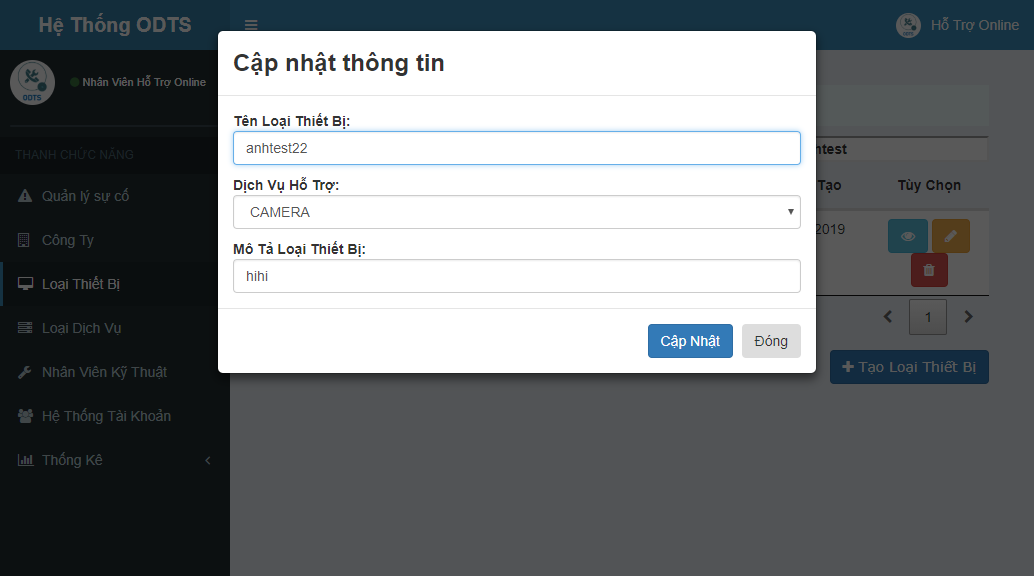 Hệ Thống ODTS
Hỗ Trợ Online
ODTS
Nhân Viên Hỗ Trợ Online
THANH CHỨC NĂNG
Quản lý sự cố
Công Ty
Loại Thiết Bị
Loại Dịch Vụ
Nhân Viên Kỹ Thuật
Hệ Thống Tài Khoản
Thống Kê
Cập nhật thông tin
Tên Loại Thiết Bị:
anhtest22
Dịch Vụ Hỗ Trợ:
CAMERA
Mô Tả Loại Thiết Bị:
hihi
Cập Nhật
Đóng
ntest
Tạo
Tùy Chọn
2019
1
Tạo Loại Thiết Bị